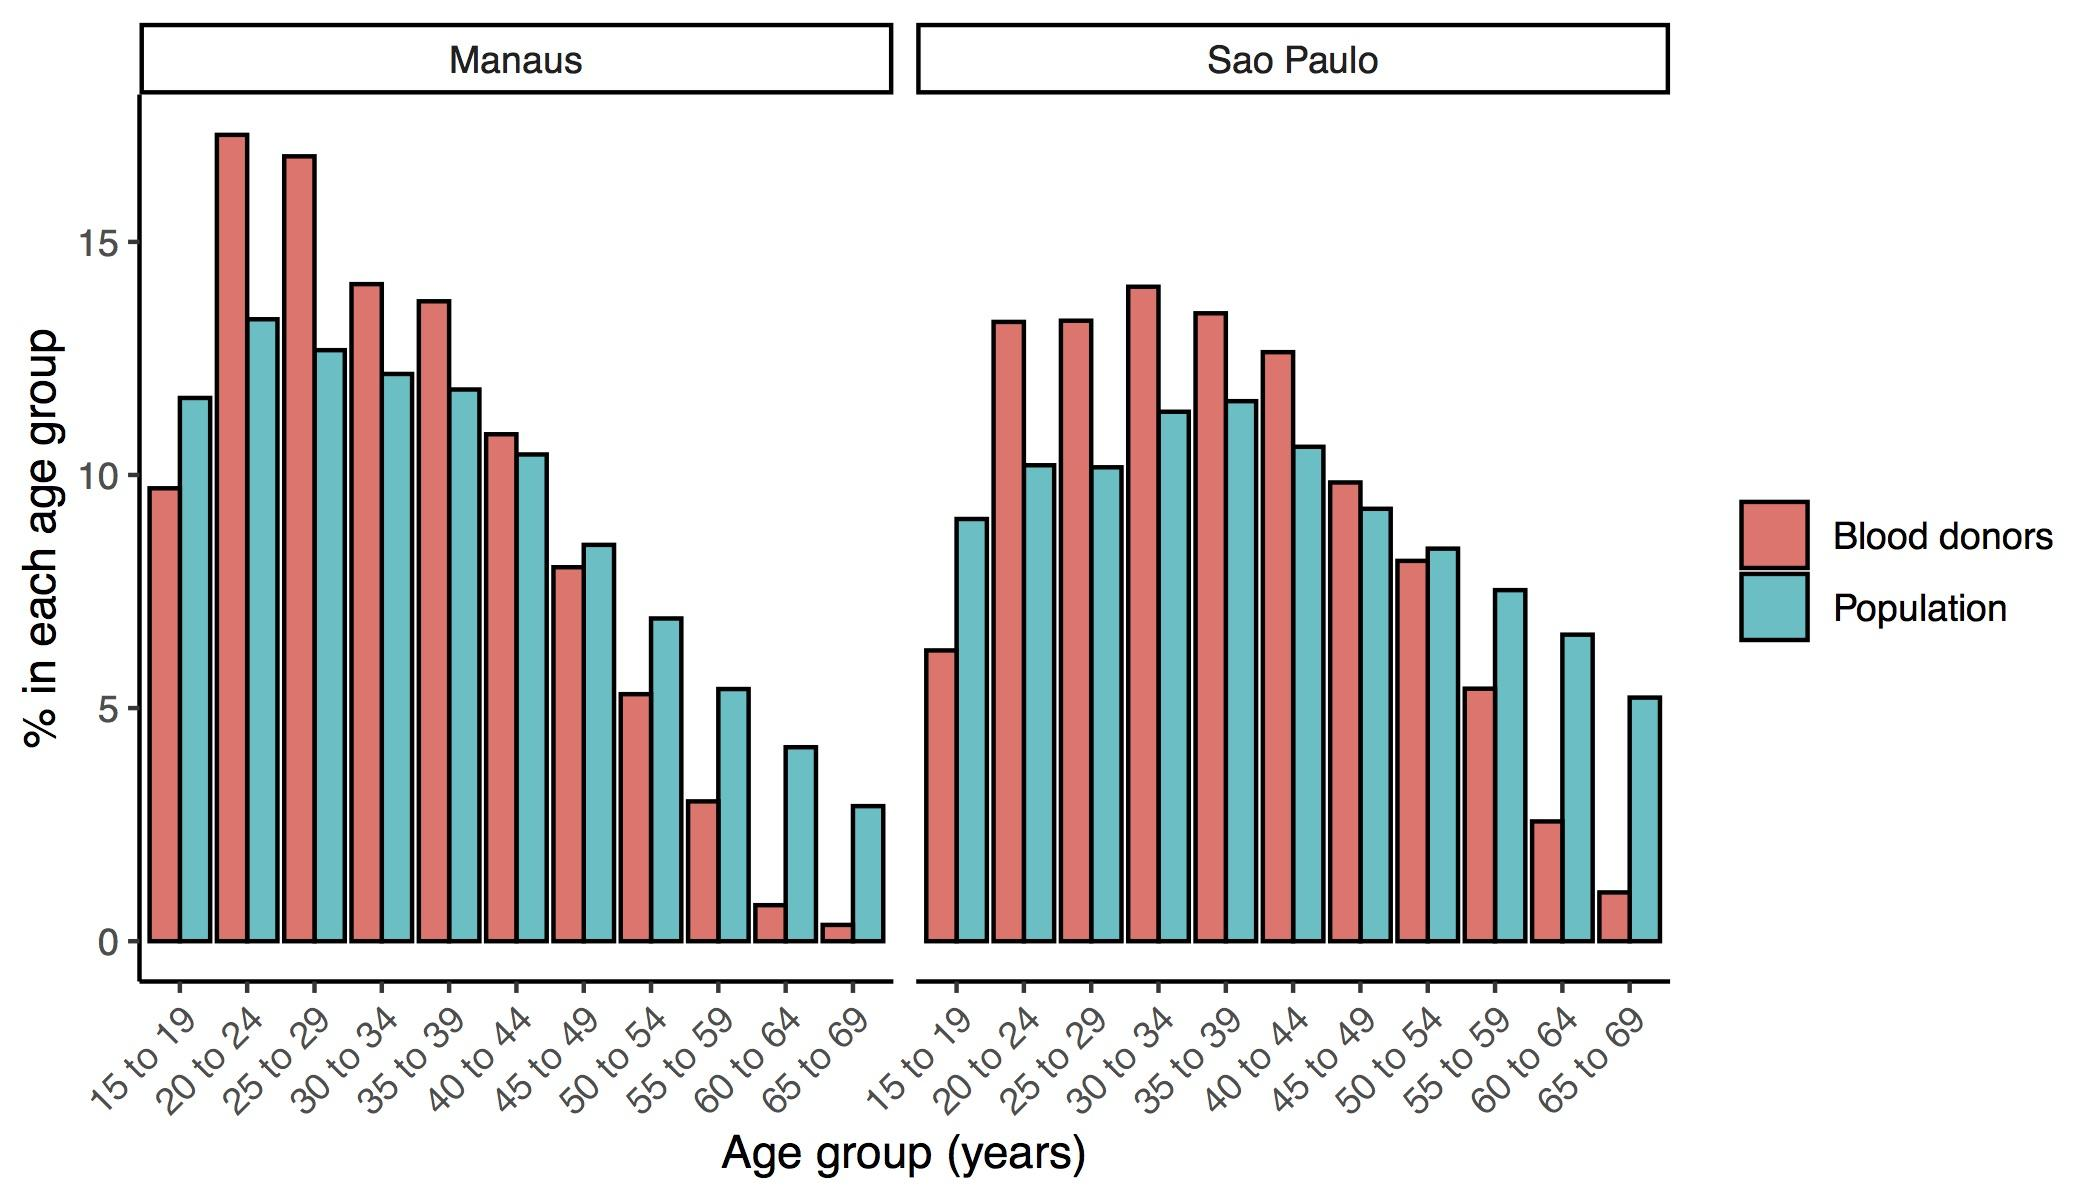 Manaus
Sao Paulo
% in each age group
15
10
5
0
15 to 19
20 to 24
25 to 29
30 to 34
35 to 39
40 to 44
45 to 49
50 to 54
55 to 59
60 to 64
65 to 69
15 to 19
20 to 24
25 to 29
30 to 34
35 to 39
40 to 44
45 to 49
50 to 54
55 to 59
60 to 64
65 to 69
Age group (years)
Blood donors
Population